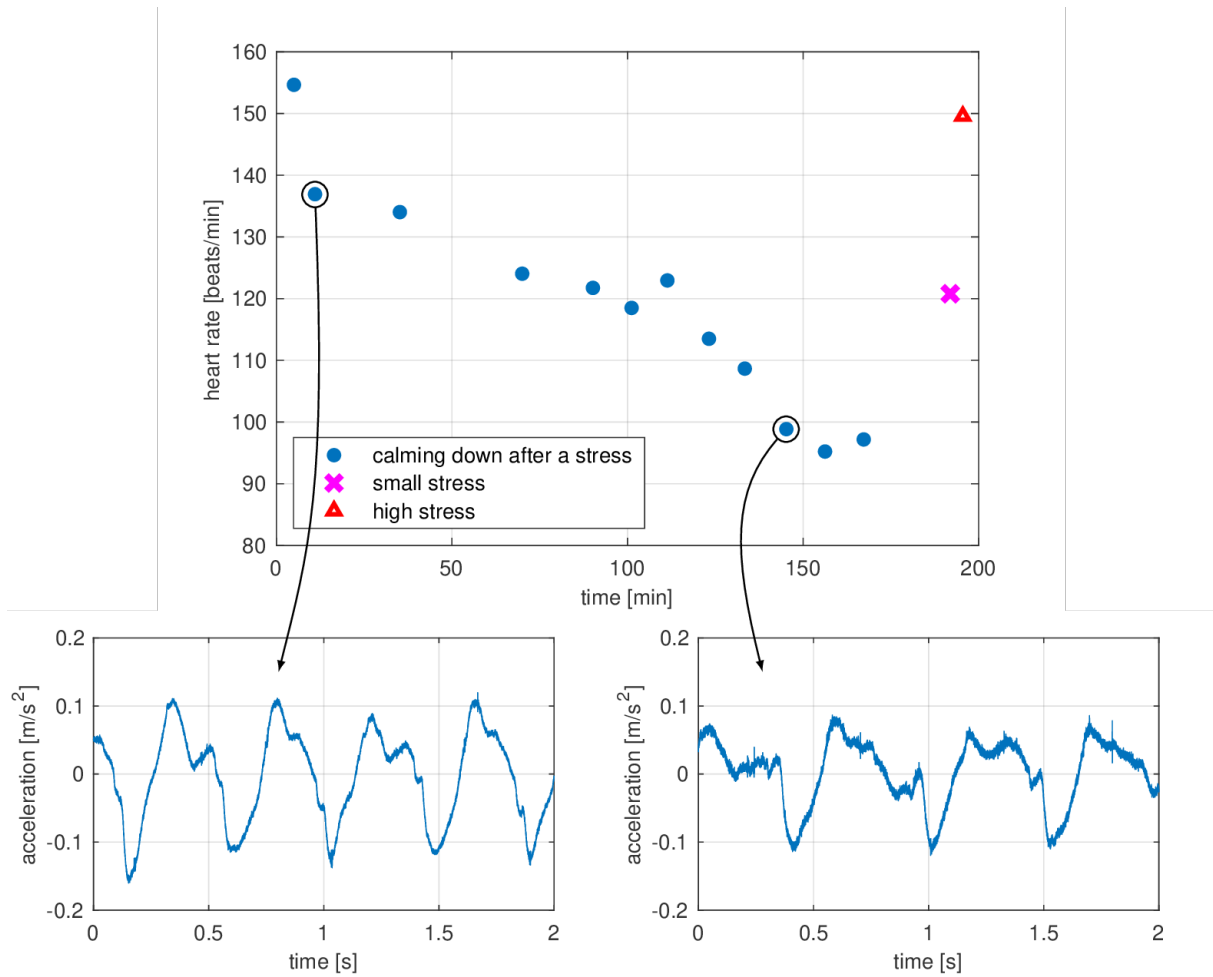 160
150
140
130
120
110
100
90
80
heart rate [beats/min]
calming down after a stress
small stress
high stress
0 50 100 150 200
time [min]
0.2
0.1
0
-0.1
-0.2
acceleration [m/s²]
0 0.5 1 1.5 2
time [s]
0.2
0.1
0
-0.1
-0.2
acceleration [m/s²]
0 0.5 1 1.5 2
time [s]